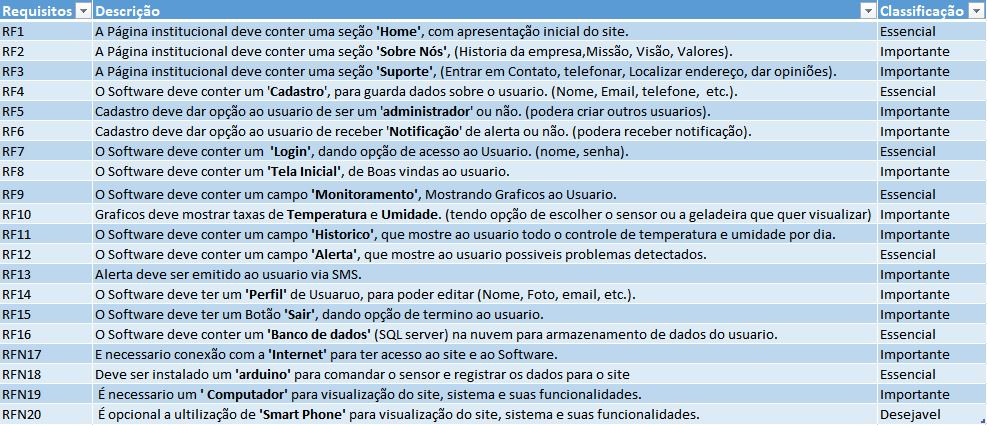 Requisitos Descrição Classificação
RF1 A Página institucional deve conter uma seção 'Home', com apresentação inicial do site. Essencial
RF2 A Página institucional deve conter uma seção 'Sobre Nós', (Historia da empresa,Missão, Visão, Valores). Importante
RF3 A Página institucional deve conter uma seção 'Suporte', (Entrar em Contato, telefonar, Localizar endereço, dar opiniões). Importante
RF4 O Software deve conter um 'Cadastro', para guarda dados sobre o usuario. (Nome, Email, telefone, etc.). Essencial
RF5 Cadastro deve dar opção ao usuario de ser um 'administrador' ou não. (podera criar outros usuarios). Importante
RF6 Cadastro deve dar opção ao usuario de receber 'Notificação' de alerta ou não. (podera receber notificação). Importante
RF7 O Software deve conter um 'Login', dando opção de acesso ao Usuario. (nome, senha). Essencial
RF8 O Software deve conter um 'Tela Inicial', de Boas vindas ao usuario. Importante
RF9 O Software deve conter um campo 'Monitoramento', Mostrando Graficos ao Usuario. Essencial
RF10 Graficos deve mostrar taxas de Temperatura e Umidade. (tendo opção de escolher o sensor ou a geladeira que quer visualizar) Importante
RF11 O Software deve conter um campo 'Historico', que mostre ao usuario todo o controle de temperatura e umidade por dia. Importante
RF12 O Software deve conter um campo 'Alerta', que mostre ao usuario possiveis problemas detectados. Essencial
RF13 Alerta deve ser emitido ao usuario via SMS. Importante
RF14 O Software deve ter um 'Perfil' de Usuaruo, para poder editar (Nome, Foto, email, etc.). Importante
RF15 O Software deve ter um Botão 'Sair', dando opção de termino ao usuario. Importante
RF16 O Software deve conter um 'Banco de dados' (SQL server) na nuvem para armazenamento de dados do usuario. Essencial
RFN17 E necessario conexão com a 'Internet' para ter acesso ao site e ao Software. Importante
RFN18 Deve ser instalado um 'arduino' para comandar o sensor e registrar os dados para o site Essencial
RFN19 É necessario um ' Computador' para visualização do site, sistema e suas funcionalidades. Importante
RFN20 É opcional a ultilização de 'Smart Phone' para visualização do site, sistema e suas funcionalidades. Desejavel